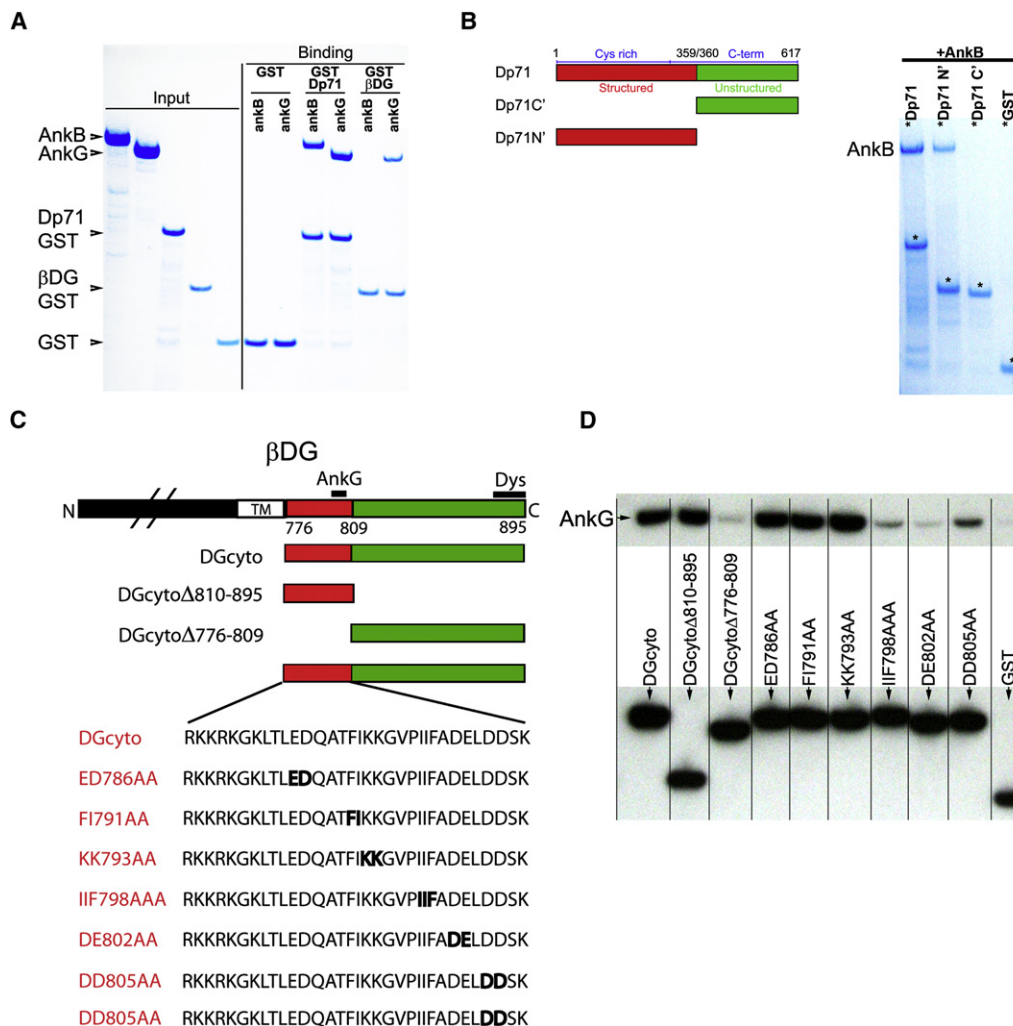 A
Binding
GST
GST Dp71
GST βDG
ankB
ankG
ankB
ankG
ankB
ankG
Input
AnkB
AnkG
Dp71
GST
βDG
GST
GST
B
1
359/360
617
Cys rich
C-term
Dp71
Structured
Unstructured
Dp71C'
Dp71N'
+AnkB
*Dp71
*Dp71 N'
*Dp71 C'
*GST
AnkB
*
*
*
*
C
βDG
AnkG
Dys
N
TM
C
776
809
895
DGcyto
DGcytoΔ810-895
DGcytoΔ776-809
DGcyto RKKRKGKLTLEDQATFIKKGVPIIFADELDDSK
ED786AA RKKRKGKLTLEDQATFIKKGVPIIFADELDDSK
FI791AA RKKRKGKLTLEDQATFIKKGVPIIFADELDDSK
KK793AA RKKRKGKLTLEDQATFIKKGVPIIFADELDDSK
IIF798AAA RKKRKGKLTLEDQATFIKKGVPIIFADELDDSK
DE802AA RKKRKGKLTLEDQATFIKKGVPIIFADELDDSK
DD805AA RKKRKGKLTLEDQATFIKKGVPIIFADELDDSK
DD805AA RKKRKGKLTLEDQATFIKKGVPIIFADELDDSK
D
AnkG
DGcyto
DGcytoΔ810-895
DGcytoΔ776-809
ED786AA
FI791AA
KK793AA
IIF798AAA
DE802AA
DD805AA
GST